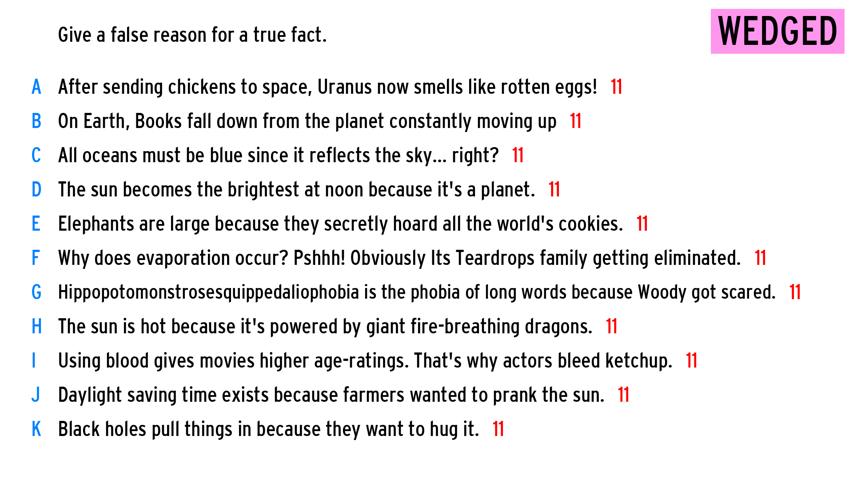 Give a false reason for a true fact.
WEDGED
A After sending chickens to space, Uranus now smells like rotten eggs! 11
B On Earth, Books fall down from the planet constantly moving up 11
C All oceans must be blue since it reflects the sky... right? 11
D The sun becomes the brightest at noon because it's a planet. 11
E Elephants are large because they secretly hoard all the world's cookies. 11
F Why does evaporation occur? Pshhh! Obviously Its Teardrops family getting eliminated. 11
G Hippopotomonstrosesquippedaliophobia is the phobia of long words because Woody got scared. 11
H The sun is hot because it's powered by giant fire-breathing dragons. 11
I Using blood gives movies higher age-ratings. That's why actors bleed ketchup. 11
J Daylight saving time exists because farmers wanted to prank the sun. 11
K Black holes pull things in because they want to hug it. 11